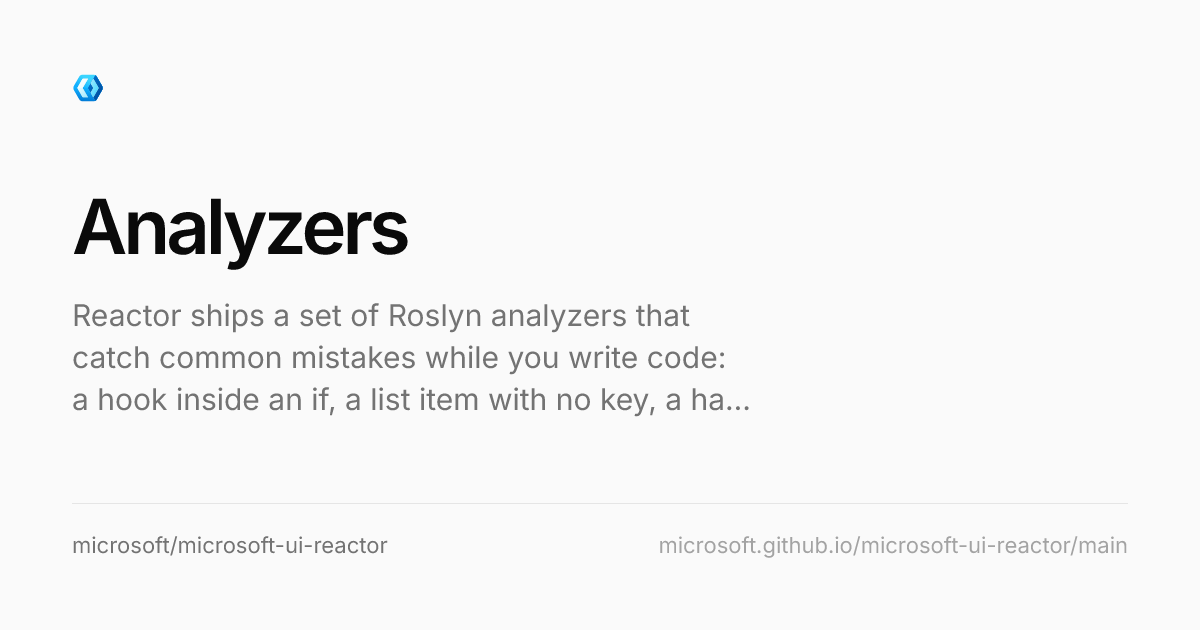 Analyzers
Reactor ships a set of Roslyn analyzers that
catch common mistakes while you write code:
a hook inside an if, a list item with no key, a ha...
microsoft/microsoft-ui-reactor
microsoft.github.io/microsoft-ui-reactor/main